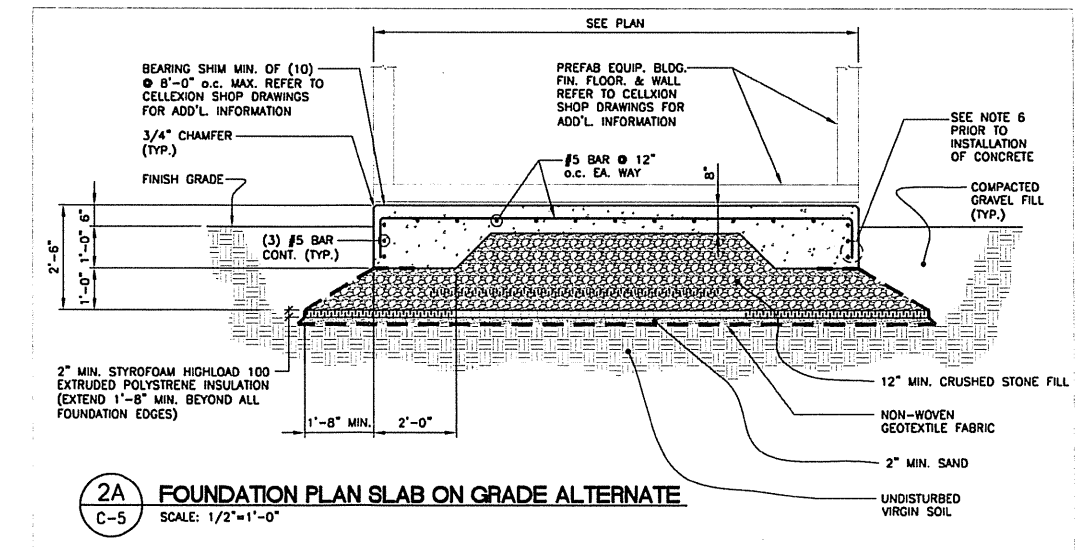 SEE PLAN
BEARING SHIM MIN. OF (10)
@ 8'-0" o.c. MAX. REFER TO
CELLEXION SHOP DRAWINGS
FOR ADD'L. INFORMATION
PREFAB EQUIP. BLDG.
FIN. FLOOR. & WALL
REFER TO CELLXION
SHOP DRAWINGS FOR
ADD'L. INFORMATION
SEE NOTE 6
PRIOR TO
INSTALLATION
OF CONCRETE
3/4" CHAMFER
(TYP.)
#5 BAR @ 12"
o.c. EA. WAY
8"
FINISH GRADE
COMPACTED
GRAVEL FILL
(TYP.)
6"
2'-6"
1'-0"
1'-0"
(3) #5 BAR
CONT. (TYP.)
2" MIN. STYROFOAM HIGHLOAD 100
EXTRUDED POLYSTRENE INSULATION
(EXTEND 1'-8" MIN. BEYOND ALL
FOUNDATION EDGES)
1'-8" MIN.
2'-0"
12" MIN. CRUSHED STONE FILL
NON-WOVEN
GEOTEXTILE FABRIC
2" MIN. SAND
UNDISTURBED
VIRGIN SOIL
2A
C-5
FOUNDATION PLAN SLAB ON GRADE ALTERNATE
SCALE: 1/2"=1'-0"